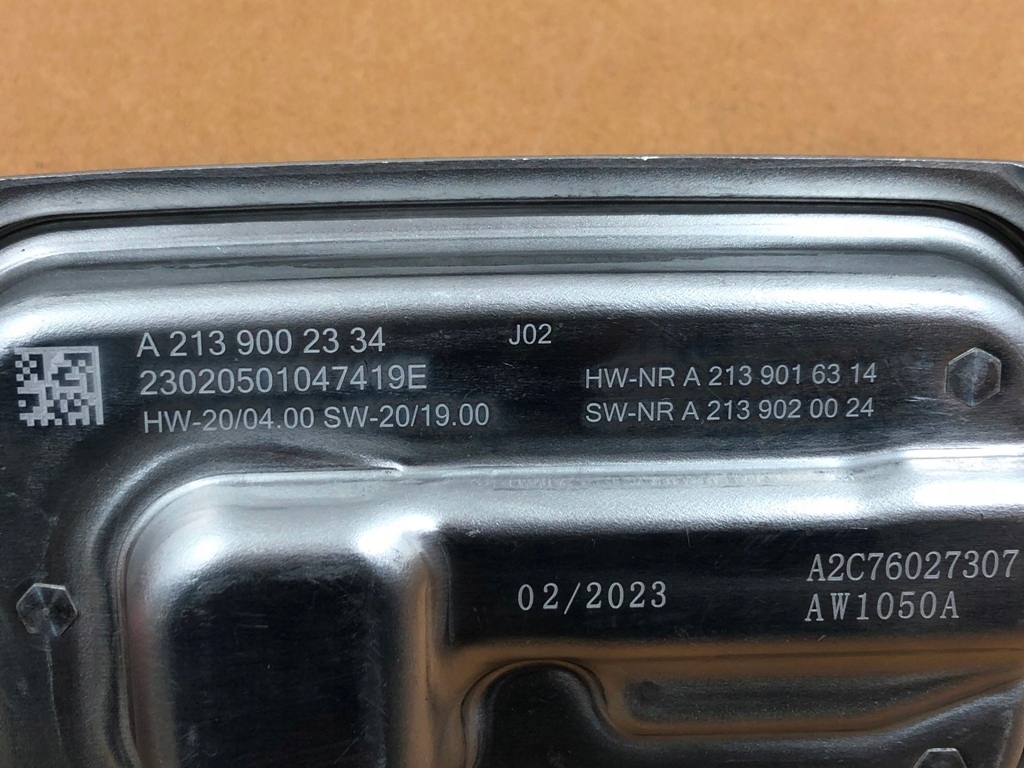 A 213 900 23 34
J02
23020501047419E
HW-20/04.00 SW-20/19.00
HW-NR A 213 901 63 14
SW-NR A 213 902 00 24
02/2023
A2C76027307
AW1050A